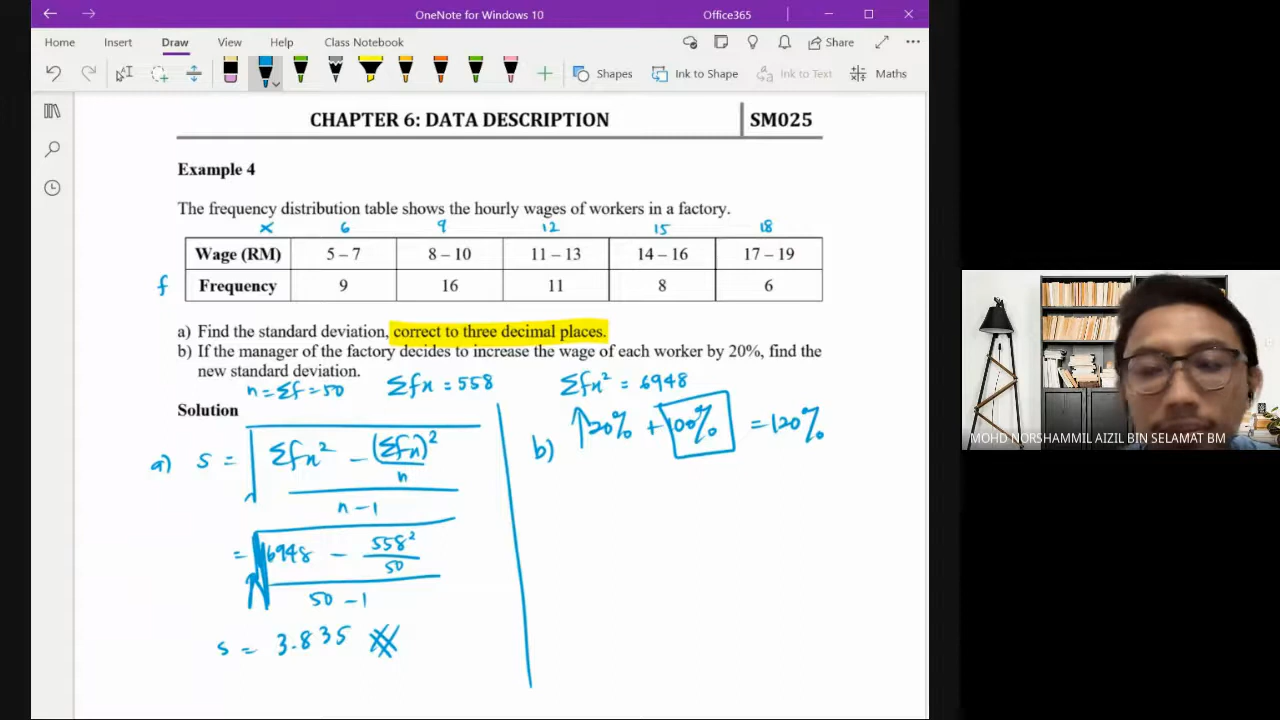 OneNote for Windows 10
Office365
Home Insert Draw View Help Class Notebook
Share
Shapes Ink to Shape Ink to Text Maths
CHAPTER 6: DATA DESCRIPTION SM025
Example 4
The frequency distribution table shows the hourly wages of workers in a factory.
x 6 9 12 15 18
Wage (RM) 5 – 7 8 – 10 11 – 13 14 – 16 17 – 19
f Frequency 9 16 11 8 6
a) Find the standard deviation, correct to three decimal places.
b) If the manager of the factory decides to increase the wage of each worker by 20%, find the
new standard deviation.
n = Σf = 50 Σfx = 558 Σfx² = 6948
Solution
a) s = √((Σfx² − (Σfx)²/n)/(n − 1))
= √((6948 − 558²/50)/(50 − 1))
s = 3.835
b) ↑20% + 100% = 120%
MOHD NORSHAMMIL AIZIL BIN SELAMAT BM